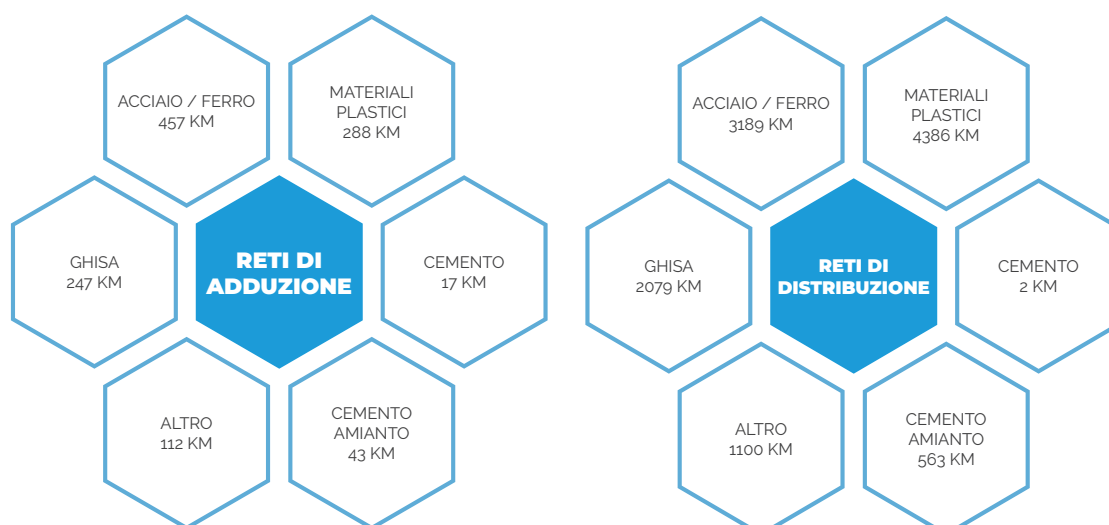 ACCIAIO / FERRO
457 KM
MATERIALI
PLASTICI
288 KM
GHISA
247 KM
RETI DI
ADDUZIONE
CEMENTO
17 KM
ALTRO
112 KM
CEMENTO
AMIANTO
43 KM
ACCIAIO / FERRO
3189 KM
MATERIALI
PLASTICI
4386 KM
GHISA
2079 KM
RETI DI
DISTRIBUZIONE
CEMENTO
2 KM
ALTRO
1100 KM
CEMENTO
AMIANTO
563 KM